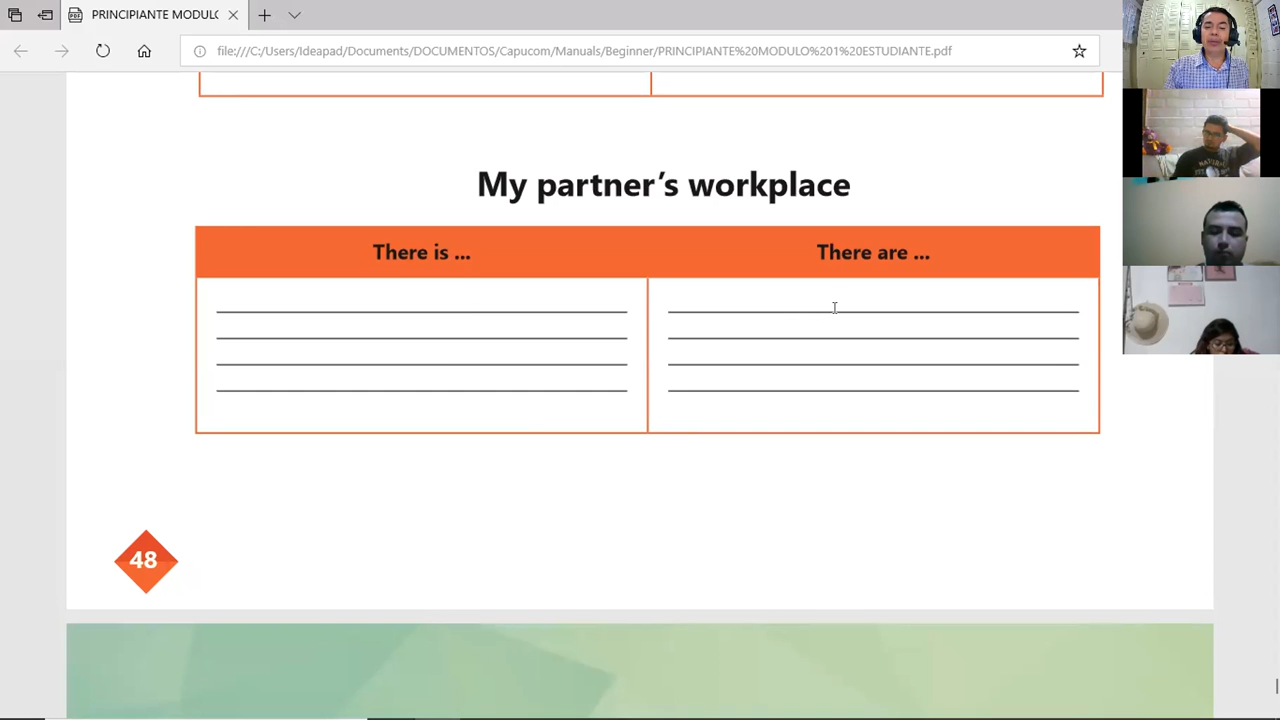 PRINCIPIANTE MODULO
file:///C:/Users/Ideapad/Documents/DOCUMENTOS/Capucom/Manuals/Beginner/PRINCIPIANTE%20MODULO%201%20ESTUDIANTE.pdf
My partner's workplace
There is ...
There are ...
48